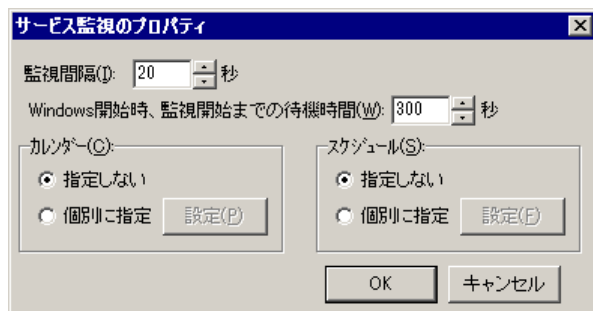 サービス監視のプロパティ
監視間隔(I): 20 秒
Windows開始時、監視開始までの待機時間(W): 300 秒
カレンダー(C): スケジュール(S):
指定しない 指定しない
個別に指定 設定(P) 個別に指定 設定(F)
OK キャンセル